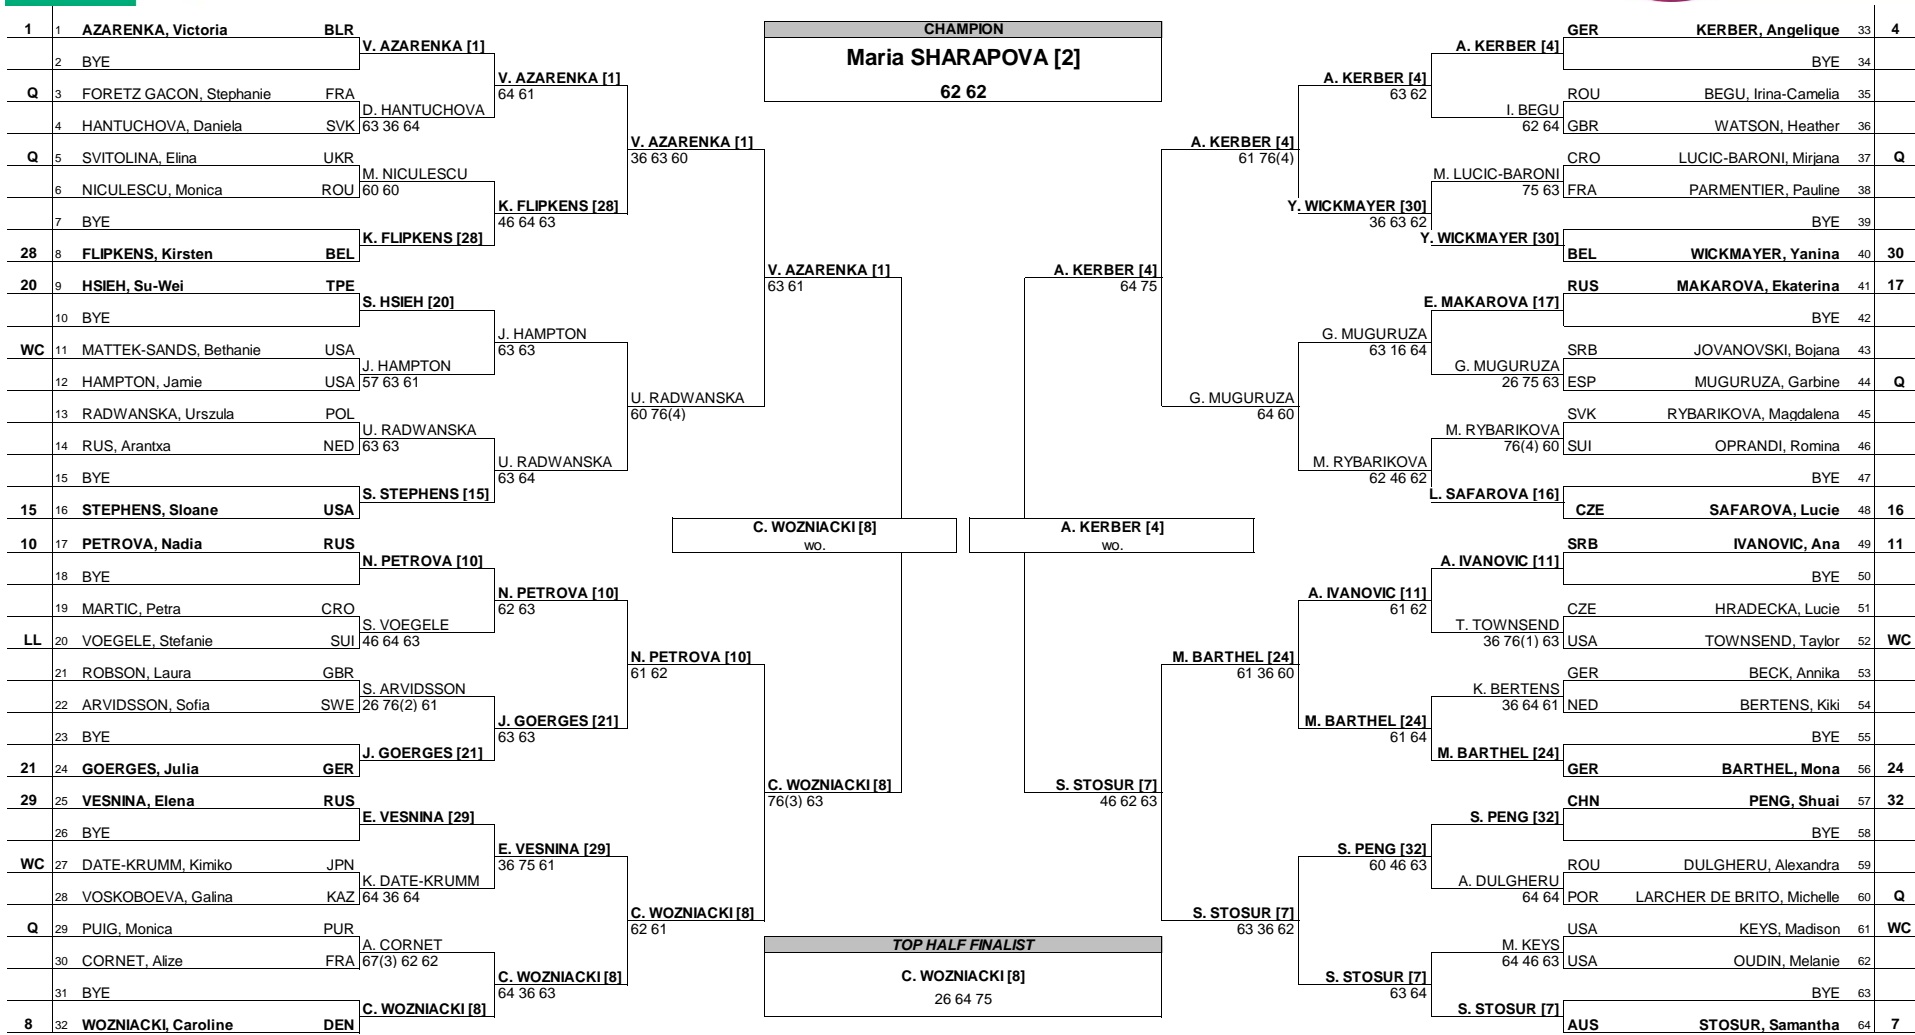 1 1 AZARENKA, Victoria BLR
2 BYE
Q 3 FORETZ GACON, Stephanie FRA
4 HANTUCHOVA, Daniela SVK
Q 5 SVITOLINA, Elina UKR
6 NICULESCU, Monica ROU
7 BYE
28 8 FLIPKENS, Kirsten BEL
20 9 HSIEH, Su-Wei TPE
10 BYE
WC 11 MATTEK-SANDS, Bethanie USA
12 HAMPTON, Jamie USA
13 RADWANSKA, Urszula POL
14 RUS, Arantxa NED
15 BYE
15 16 STEPHENS, Sloane USA
10 17 PETROVA, Nadia RUS
18 BYE
19 MARTIC, Petra CRO
LL 20 VOEGELE, Stefanie SUI
21 ROBSON, Laura GBR
22 ARVIDSSON, Sofia SWE
23 BYE
21 24 GOERGES, Julia GER
29 25 VESNINA, Elena RUS
26 BYE
WC 27 DATE-KRUMM, Kimiko JPN
28 VOSKOBOEVA, Galina KAZ
Q 29 PUIG, Monica PUR
30 CORNET, Alize FRA
31 BYE
8 32 WOZNIACKI, Caroline DEN
V. AZARENKA [1]
D. HANTUCHOVA
63 36 64
M. NICULESCU
60 60
K. FLIPKENS [28]
S. HSIEH [20]
J. HAMPTON
57 63 61
U. RADWANSKA
63 63
S. STEPHENS [15]
N. PETROVA [10]
S. VOEGELE
46 64 63
S. ARVIDSSON
26 76(2) 61
J. GOERGES [21]
E. VESNINA [29]
K. DATE-KRUMM
64 36 64
A. CORNET
67(3) 62 62
C. WOZNIACKI [8]
V. AZARENKA [1]
64 61
K. FLIPKENS [28]
46 64 63
J. HAMPTON
63 63
U. RADWANSKA
63 64
N. PETROVA [10]
62 63
J. GOERGES [21]
63 63
E. VESNINA [29]
36 75 61
C. WOZNIACKI [8]
64 36 63
V. AZARENKA [1]
36 63 60
U. RADWANSKA
60 76(4)
N. PETROVA [10]
61 62
C. WOZNIACKI [8]
62 61
V. AZARENKA [1]
63 61
C. WOZNIACKI [8]
76(3) 63
C. WOZNIACKI [8]
wo.
CHAMPION
Maria SHARAPOVA [2]
62 62
TOP HALF FINALIST
C. WOZNIACKI [8]
26 64 75
A. KERBER [4]
wo.
A. KERBER [4]
64 75
S. STOSUR [7]
46 62 63
A. KERBER [4]
61 76(4)
G. MUGURUZA
64 60
M. BARTHEL [24]
61 36 60
S. STOSUR [7]
63 36 62
A. KERBER [4]
63 62
Y. WICKMAYER [30]
36 63 62
G. MUGURUZA
63 16 64
M. RYBARIKOVA
62 46 62
A. IVANOVIC [11]
61 62
M. BARTHEL [24]
61 64
S. PENG [32]
60 46 63
S. STOSUR [7]
63 64
A. KERBER [4]
I. BEGU
62 64
M. LUCIC-BARONI
75 63
Y. WICKMAYER [30]
E. MAKAROVA [17]
G. MUGURUZA
26 75 63
M. RYBARIKOVA
76(4) 60
L. SAFAROVA [16]
A. IVANOVIC [11]
T. TOWNSEND
36 76(1) 63
K. BERTENS
36 64 61
M. BARTHEL [24]
S. PENG [32]
A. DULGHERU
64 64
M. KEYS
64 46 63
S. STOSUR [7]
GER KERBER, Angelique 33 4
BYE 34
ROU BEGU, Irina-Camelia 35
GBR WATSON, Heather 36
CRO LUCIC-BARONI, Mirjana 37 Q
FRA PARMENTIER, Pauline 38
BYE 39
BEL WICKMAYER, Yanina 40 30
RUS MAKAROVA, Ekaterina 41 17
BYE 42
SRB JOVANOVSKI, Bojana 43
ESP MUGURUZA, Garbine 44 Q
SVK RYBARIKOVA, Magdalena 45
SUI OPRANDI, Romina 46
BYE 47
CZE SAFAROVA, Lucie 48 16
SRB IVANOVIC, Ana 49 11
BYE 50
CZE HRADECKA, Lucie 51
USA TOWNSEND, Taylor 52 WC
GER BECK, Annika 53
NED BERTENS, Kiki 54
BYE 55
GER BARTHEL, Mona 56 24
CHN PENG, Shuai 57 32
BYE 58
ROU DULGHERU, Alexandra 59
POR LARCHER DE BRITO, Michelle 60 Q
USA KEYS, Madison 61 WC
USA OUDIN, Melanie 62
BYE 63
AUS STOSUR, Samantha 64 7